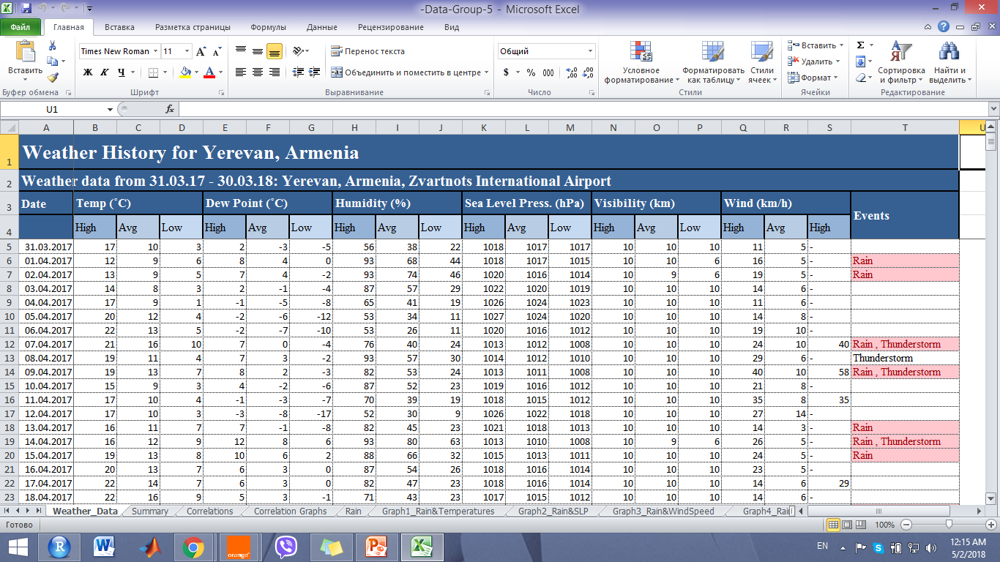 -Data-Group-5 - Microsoft Excel
Файл Главная Вставка Разметка страницы Формулы Данные Рецензирование Вид
Вставить
Буфер обмена
Times New Roman 11
Ж К Ч
Шрифт
Перенос текста
Объединить и поместить в центре
Выравнивание
Общий
$ % 000
Число
Условное форматирование
Форматировать как таблицу
Стили ячеек
Стили
Вставить
Удалить
Формат
Ячейки
Σ
Сортировка и фильтр
Найти и выделить
Редактирование
U1 fx
A B C D E F G H I J K L M N O P Q R S T U
1 Weather History for Yerevan, Armenia
2 Weather data from 31.03.17 - 30.03.18: Yerevan, Armenia, Zvartnots International Airport
3 Date Temp (˚C) Dew Point (˚C) Humidity (%) Sea Level Press. (hPa) Visibility (km) Wind (km/h) Events
4 High Avg Low High Avg Low High Avg Low High Avg Low High Avg Low High Avg High
5 31.03.2017 17 10 3 2 -3 -5 56 38 22 1018 1017 1017 10 10 10 11 5 -
6 01.04.2017 12 9 6 8 4 0 93 68 44 1018 1017 1015 10 10 6 16 5 - Rain
7 02.04.2017 13 9 5 7 4 -2 93 74 46 1020 1016 1014 10 9 6 19 5 - Rain
8 03.04.2017 14 8 3 2 -1 -4 87 57 29 1022 1020 1019 10 10 10 14 6 -
9 04.04.2017 17 9 1 -1 -5 -8 65 41 19 1026 1024 1023 10 10 10 11 6 -
10 05.04.2017 20 12 4 -2 -6 -12 53 34 11 1027 1024 1020 10 10 10 14 8 -
11 06.04.2017 22 13 5 -2 -7 -10 53 26 11 1020 1016 1012 10 10 10 19 10 -
12 07.04.2017 21 16 10 7 0 -4 76 40 24 1013 1012 1008 10 10 10 24 10 40 Rain , Thunderstorm
13 08.04.2017 19 11 4 7 3 -2 93 57 30 1014 1012 1010 10 10 10 29 6 - Thunderstorm
14 09.04.2017 19 13 7 8 2 -3 82 53 24 1013 1011 1008 10 10 10 40 10 58 Rain , Thunderstorm
15 10.04.2017 15 9 3 4 -2 -6 87 52 23 1019 1016 1012 10 10 10 21 8 -
16 11.04.2017 17 10 4 -1 -3 -7 70 39 19 1018 1015 1012 10 10 10 35 8 35
17 12.04.2017 17 10 3 -3 -8 -17 52 30 9 1026 1022 1018 10 10 10 27 14 -
18 13.04.2017 16 11 7 7 -1 -8 82 45 23 1021 1018 1013 10 10 10 14 3 - Rain
19 14.04.2017 16 12 9 12 8 6 93 80 63 1013 1010 1008 10 9 6 26 5 - Rain , Thunderstorm
20 15.04.2017 19 13 8 10 6 2 88 66 32 1015 1013 1011 10 10 10 24 5 - Rain
21 16.04.2017 20 13 7 6 3 0 87 54 26 1018 1016 1014 10 10 10 23 5 -
22 17.04.2017 22 14 7 6 3 0 82 47 23 1018 1016 1014 10 10 10 14 6 29
23 18.04.2017 22 16 9 5 3 -1 71 43 23 1017 1015 1012 10 10 10 14 6 -
Weather_Data Summary Correlations Correlation Graphs Rain Graph1_Rain&Temperatures Graph2_Rain&SLP Graph3_Rain&WindSpeed Graph4_Rain
Готово 100%
orange
EN 12:15 AM
5/2/2018